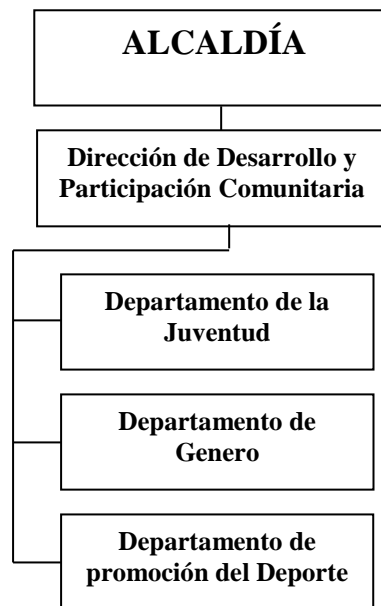 ALCALDÍA
Dirección de Desarrollo y
Participación Comunitaria
Departamento de la
Juventud
Departamento de
Genero
Departamento de
promoción del Deporte